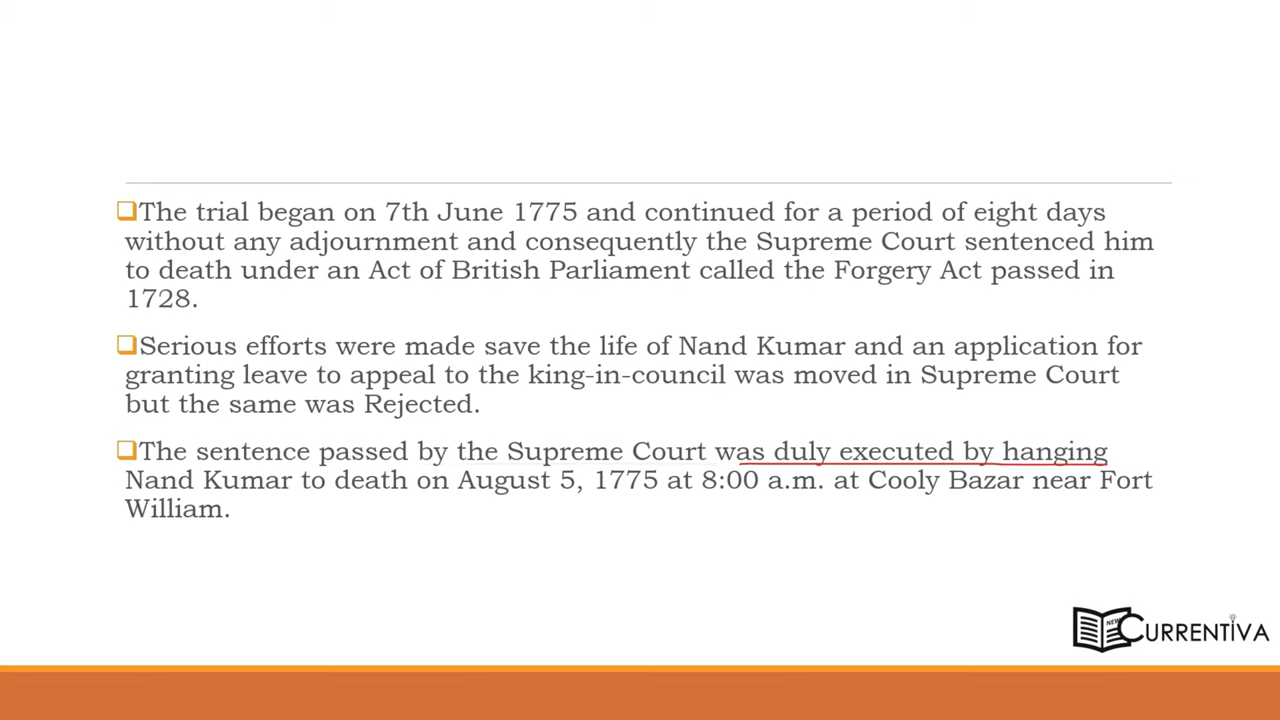 The trial began on 7th June 1775 and continued for a period of eight days
without any adjournment and consequently the Supreme Court sentenced him
to death under an Act of British Parliament called the Forgery Act passed in
1728.
Serious efforts were made save the life of Nand Kumar and an application for
granting leave to appeal to the king-in-council was moved in Supreme Court
but the same was Rejected.
The sentence passed by the Supreme Court was duly executed by hanging
Nand Kumar to death on August 5, 1775 at 8:00 a.m. at Cooly Bazar near Fort
William.
NEW
CURRENTIVA